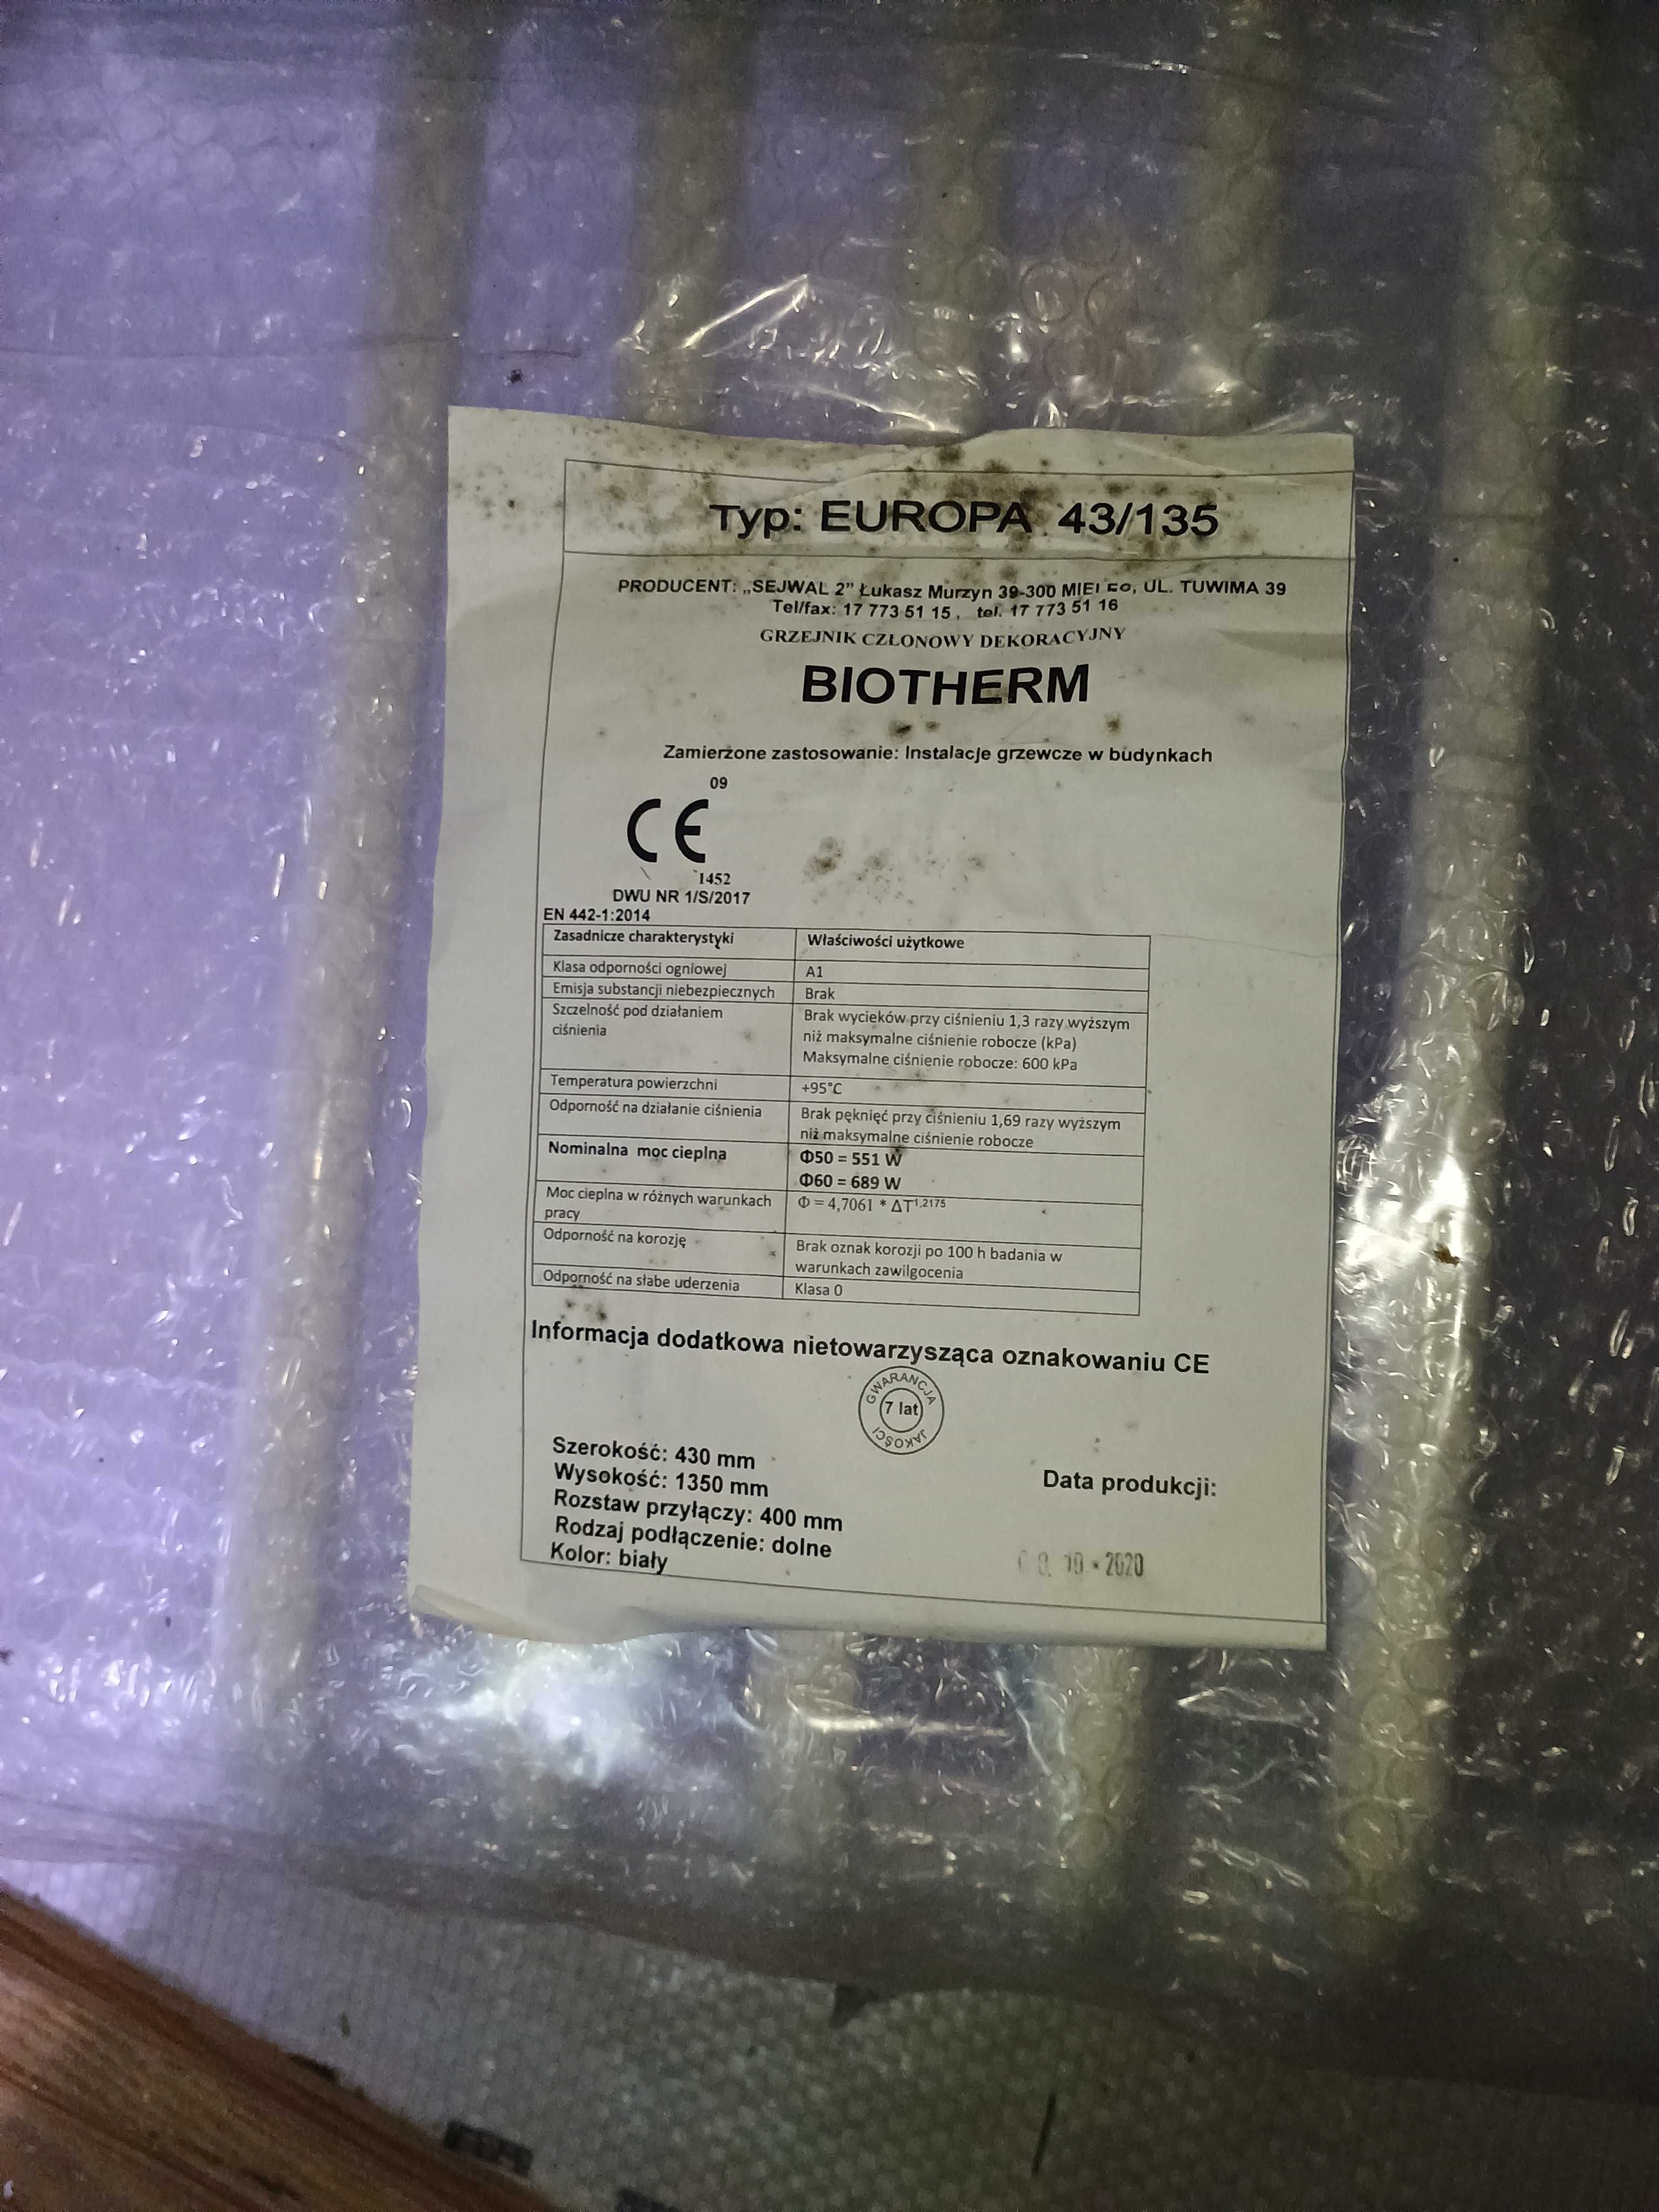 Typ: EUROPA 43/135
PRODUCENT: „SEJWAL 2” Łukasz Murzyn 39-300 MIELEC, UL. TUWIMA 39
Tel/fax: 17 773 51 15 , tel. 17 773 51 16
GRZEJNIK CZŁONOWY DEKORACYJNY
BIOTHERM
Zamierzone zastosowanie: Instalacje grzewcze w budynkach
09
CE
1452
DWU NR 1/S/2017
EN 442-1:2014
Zasadnicze charakterystyki Właściwości użytkowe
Klasa odporności ogniowej A1
Emisja substancji niebezpiecznych Brak
Szczelność pod działaniem ciśnienia Brak wycieków przy ciśnieniu 1,3 razy wyższym
niż maksymalne ciśnienie robocze (kPa)
Maksymalne ciśnienie robocze: 600 kPa
Temperatura powierzchni +95°C
Odporność na działanie ciśnienia Brak pęknięć przy ciśnieniu 1,69 razy wyższym
niż maksymalne ciśnienie robocze
Nominalna moc cieplna Φ50 = 551 W
Φ60 = 689 W
Moc cieplna w różnych warunkach pracy Φ = 4,7061 * ΔT1,2175
Odporność na korozję Brak oznak korozji po 100 h badania w
warunkach zawilgocenia
Odporność na słabe uderzenia Klasa 0
Informacja dodatkowa nietowarzysząca oznakowaniu CE
GWARANCJA
7 lat
JAKOŚCI
Szerokość: 430 mm
Wysokość: 1350 mm
Rozstaw przyłączy: 400 mm
Rodzaj podłączenie: dolne
Kolor: biały
Data produkcji:
10. 2020